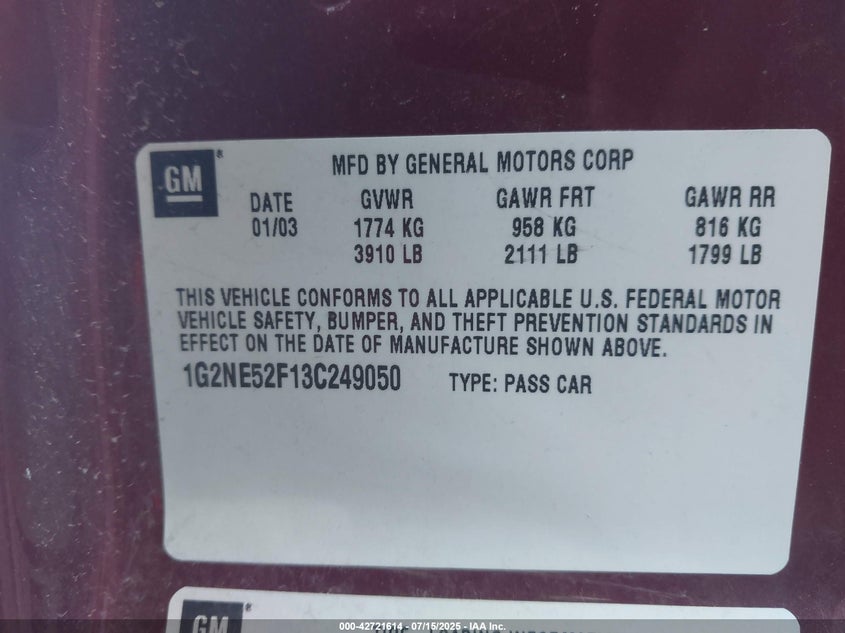 GM®
MFD BY GENERAL MOTORS CORP
DATE GVWR GAWR FRT GAWR RR
01/03 1774 KG 958 KG 816 KG
3910 LB 2111 LB 1799 LB
THIS VEHICLE CONFORMS TO ALL APPLICABLE U.S. FEDERAL MOTOR
VEHICLE SAFETY, BUMPER, AND THEFT PREVENTION STANDARDS IN
EFFECT ON THE DATE OF MANUFACTURE SHOWN ABOVE.
1G2NE52F13C249050 TYPE: PASS CAR
GM®
000-42721614 - 07/15/2025 - IAA Inc.